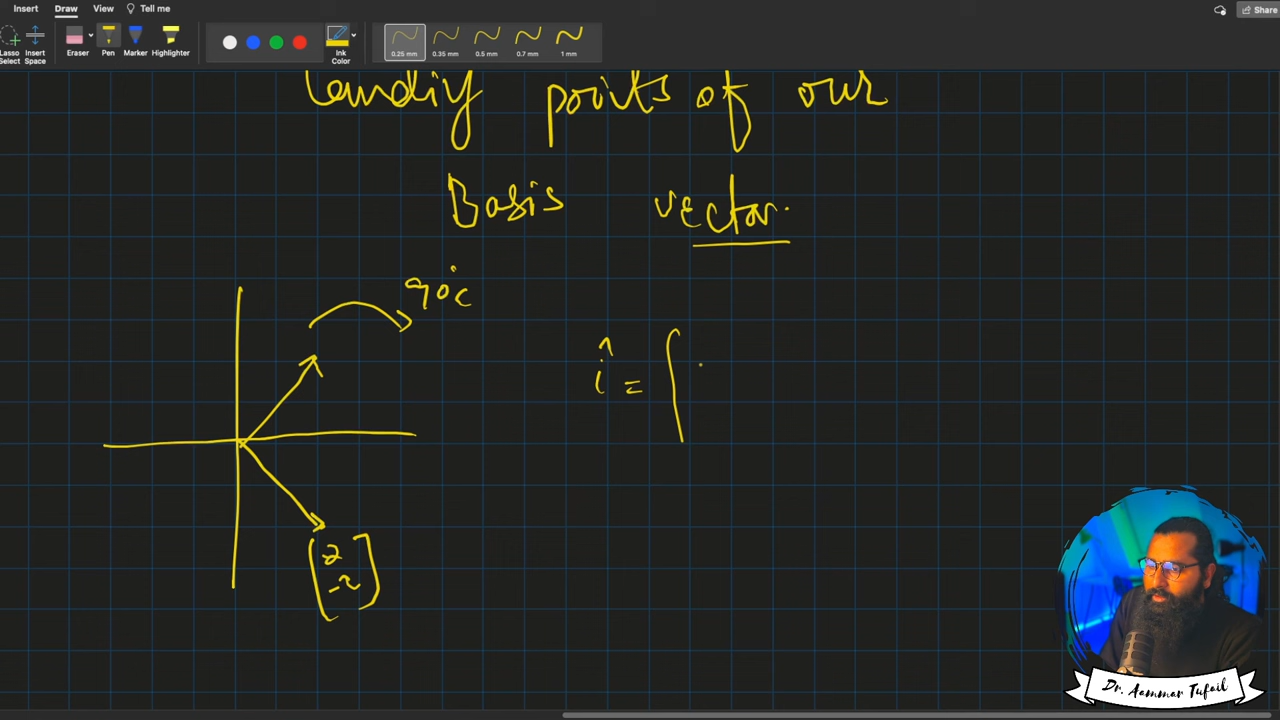 Insert Draw View Tell me
Share
Lasso Select
Insert Space
Eraser
Pen
Marker
Highlighter
Ink Color
0.25 mm
0.35 mm
0.5 mm
0.7 mm
1 mm
points of our
Basis vector.
90°c
î = [
[2
-2]
Dr. Aammar Tufail